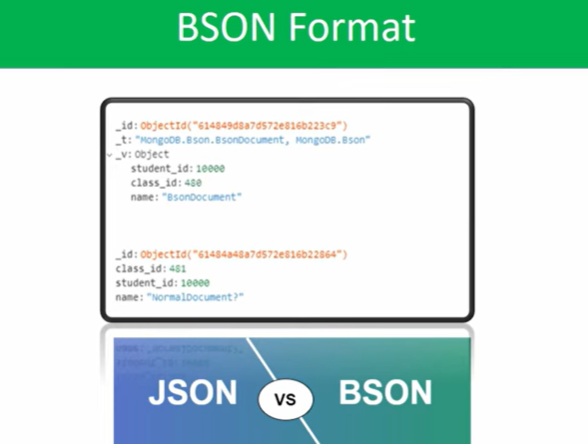 BSON Format
_id: ObjectId("614849d8a7d572e816b223c9")
_t: "MongoDB.Bson.BsonDocument, MongoDB.Bson"
_v: Object
student_id: 10000
class_id: 480
name: "BsonDocument"
_id: ObjectId("61484a48a7d572e816b22864")
class_id: 481
student_id: 10000
name: "NormalDocument?"
JSON VS BSON